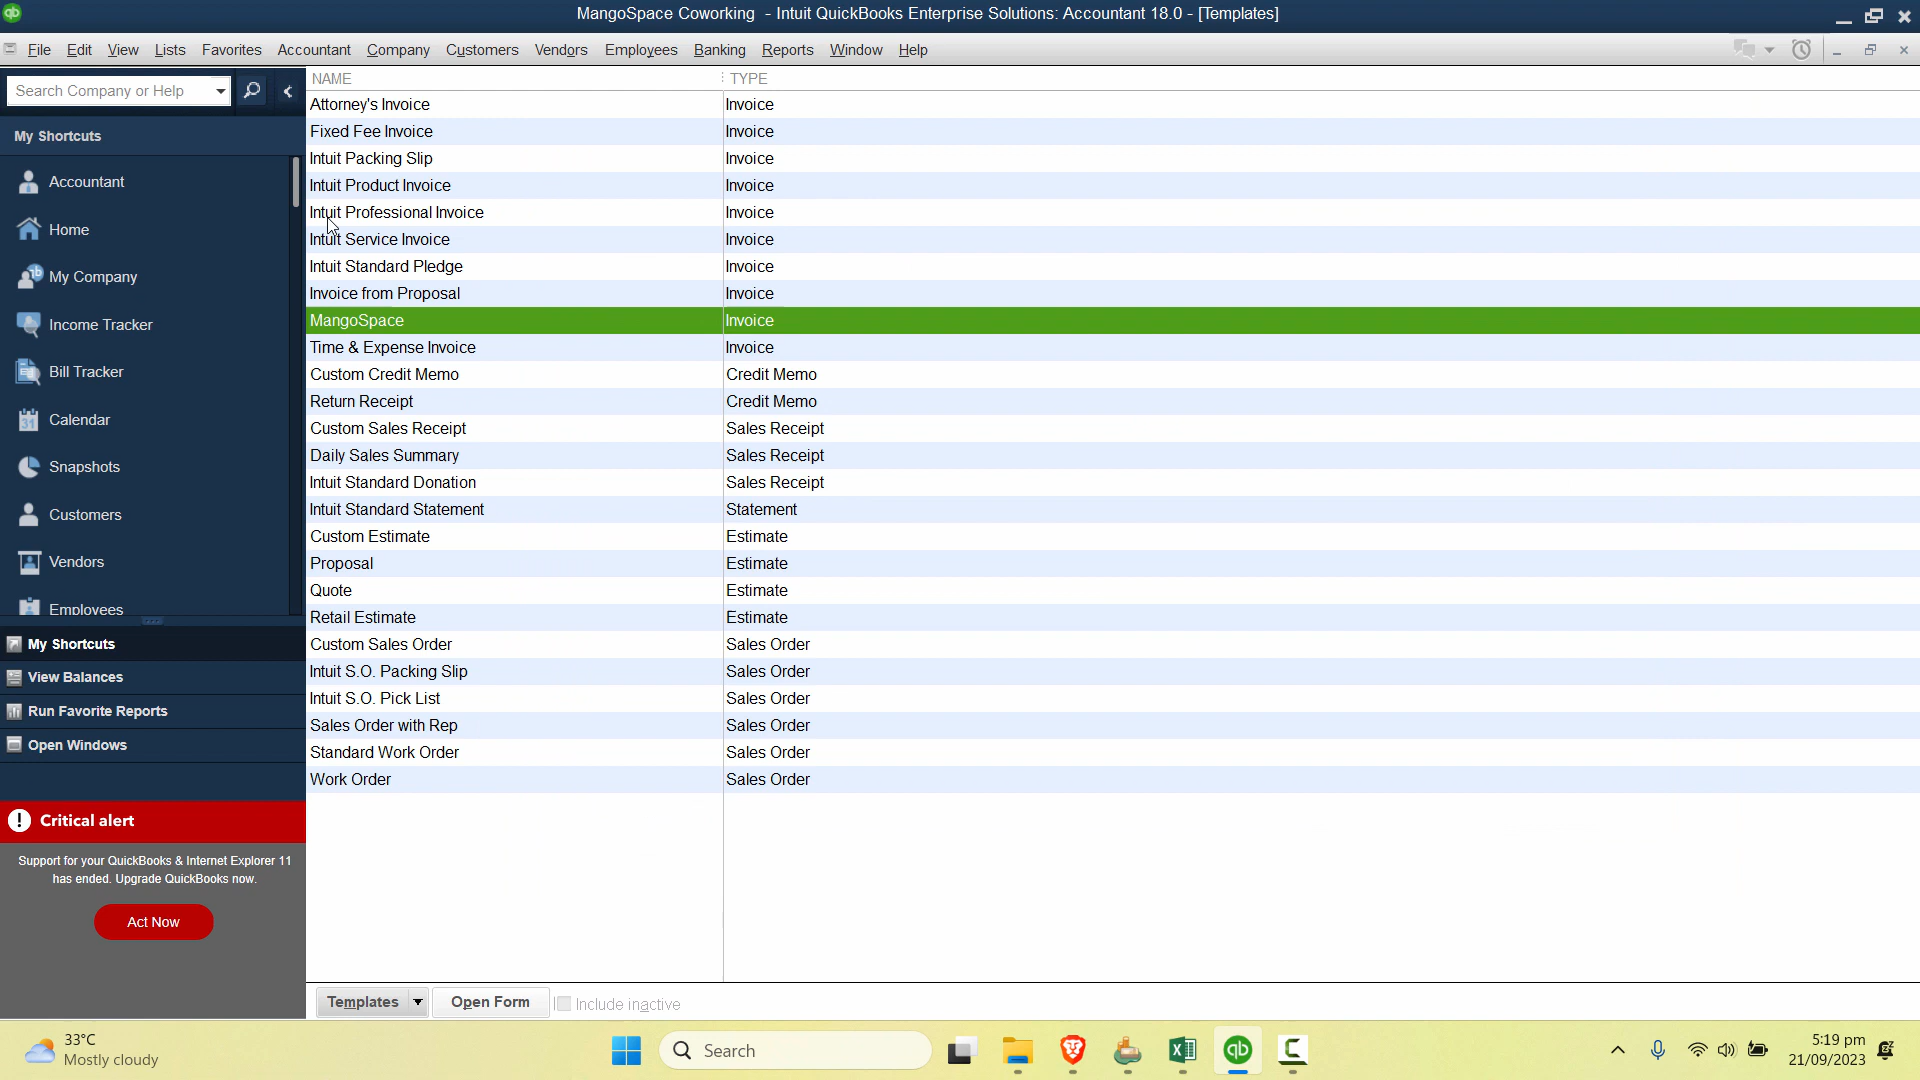 MangoSpace Coworking - Intuit QuickBooks Enterprise Solutions: Accountant 18.0 - [Templates]
File Edit View Lists Favorites Accountant Company Customers Vendors Employees Banking Reports Window Help
Search Company or Help
My Shortcuts
Accountant
Home
My Company
Income Tracker
Bill Tracker
Calendar
Snapshots
Customers
Vendors
Employees
My Shortcuts
View Balances
Run Favorite Reports
Open Windows
Critical alert
Support for your QuickBooks & Internet Explorer 11
has ended. Upgrade QuickBooks now.
Act Now
NAME TYPE
Attorney's Invoice Invoice
Fixed Fee Invoice Invoice
Intuit Packing Slip Invoice
Intuit Product Invoice Invoice
Intuit Professional Invoice Invoice
Intuit Service Invoice Invoice
Intuit Standard Pledge Invoice
Invoice from Proposal Invoice
MangoSpace Invoice
Time & Expense Invoice Invoice
Custom Credit Memo Credit Memo
Return Receipt Credit Memo
Custom Sales Receipt Sales Receipt
Daily Sales Summary Sales Receipt
Intuit Standard Donation Sales Receipt
Intuit Standard Statement Statement
Custom Estimate Estimate
Proposal Estimate
Quote Estimate
Retail Estimate Estimate
Custom Sales Order Sales Order
Intuit S.O. Packing Slip Sales Order
Intuit S.O. Pick List Sales Order
Sales Order with Rep Sales Order
Standard Work Order Sales Order
Work Order Sales Order
Templates Open Form Include inactive
33°C
Mostly cloudy
Search
5:19 pm
21/09/2023